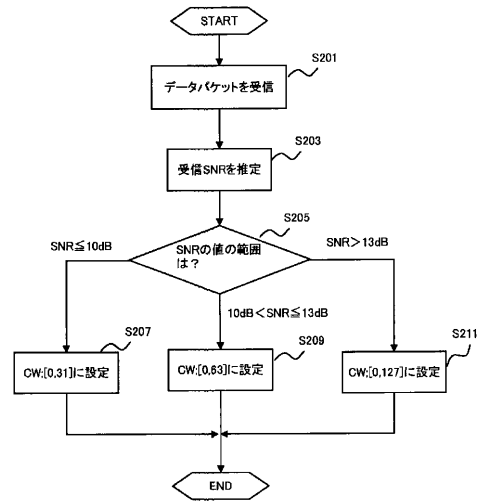 START
S201
データパケットを受信
S203
受信SNRを推定
S205
SNRの値の範囲
は？
SNR≦10dB
SNR＞13dB
10dB＜SNR≦13dB
S207
S209
S211
CW;[0,31]に設定
CW;[0,63]に設定
CW;[0,127]に設定
END